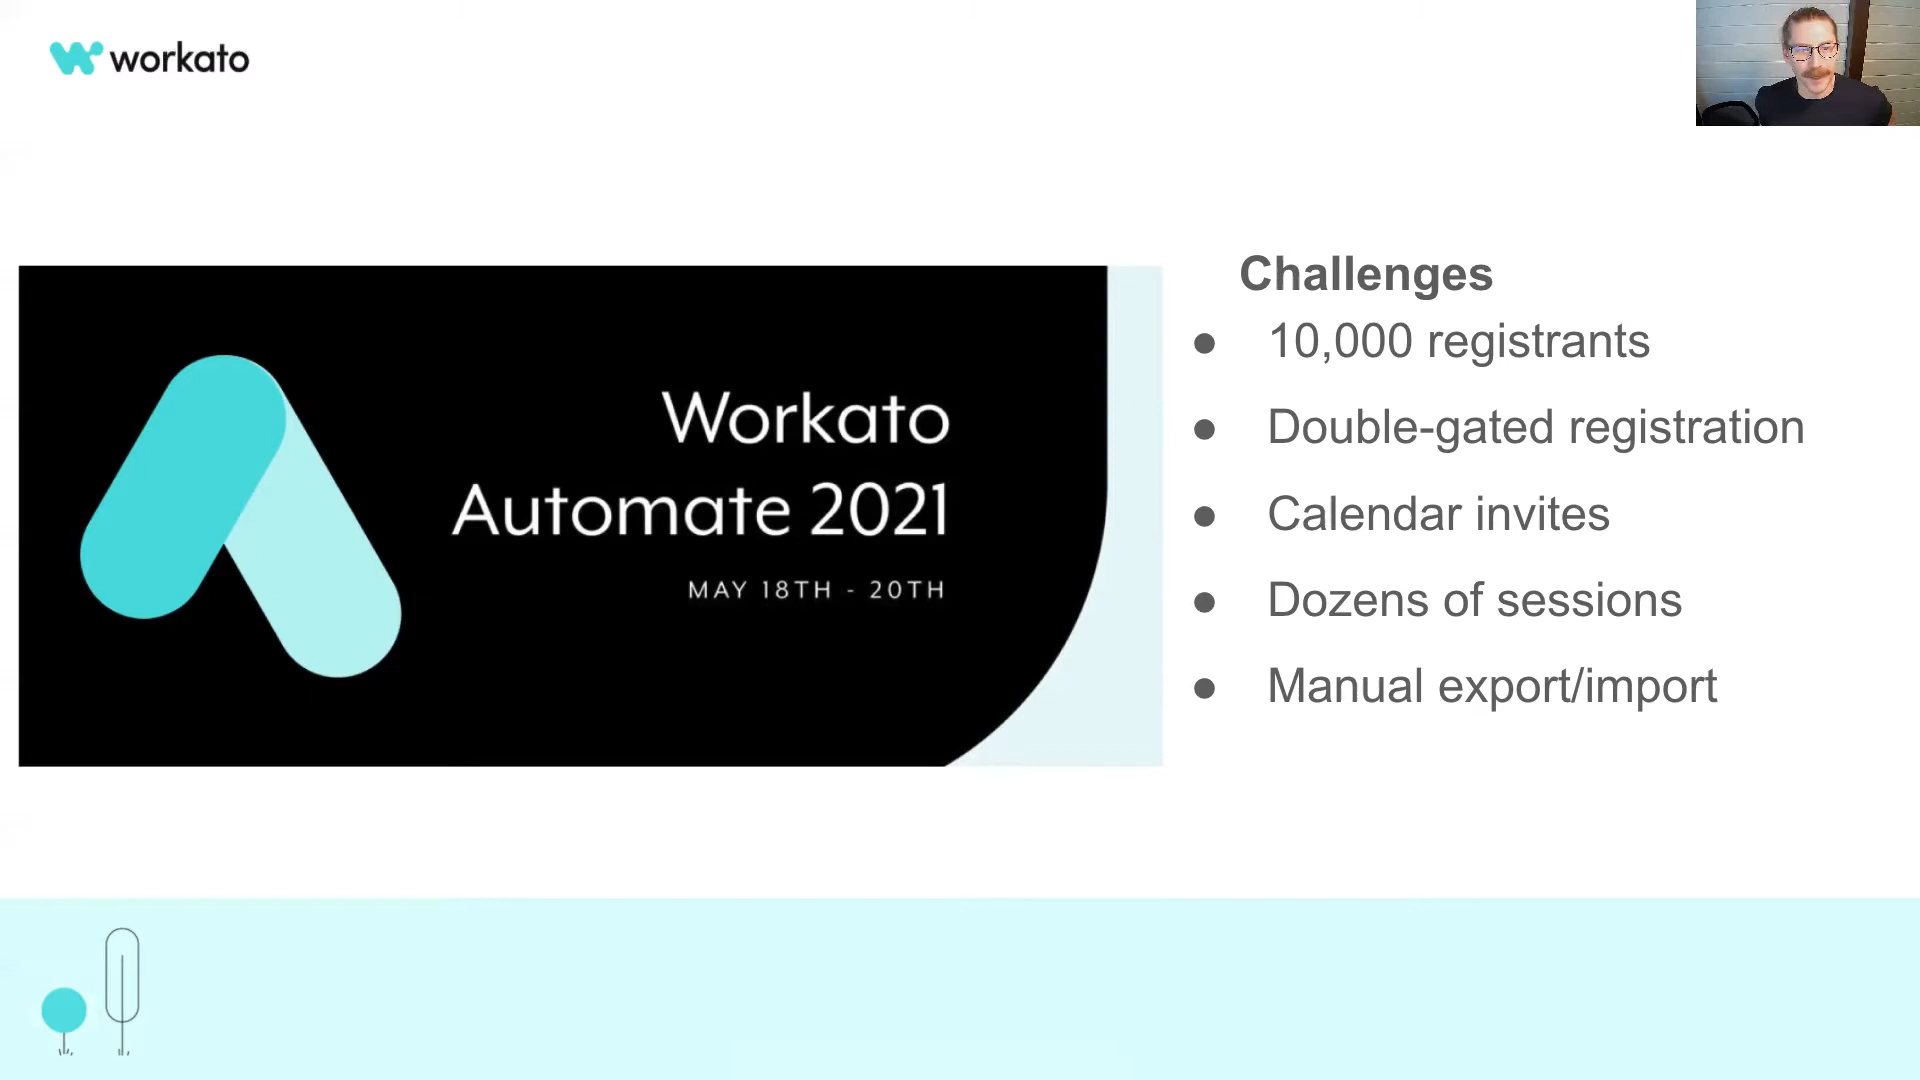 workato
Workato
Automate 2021
MAY 18TH - 20TH
Challenges
● 10,000 registrants
● Double-gated registration
● Calendar invites
● Dozens of sessions
● Manual export/import